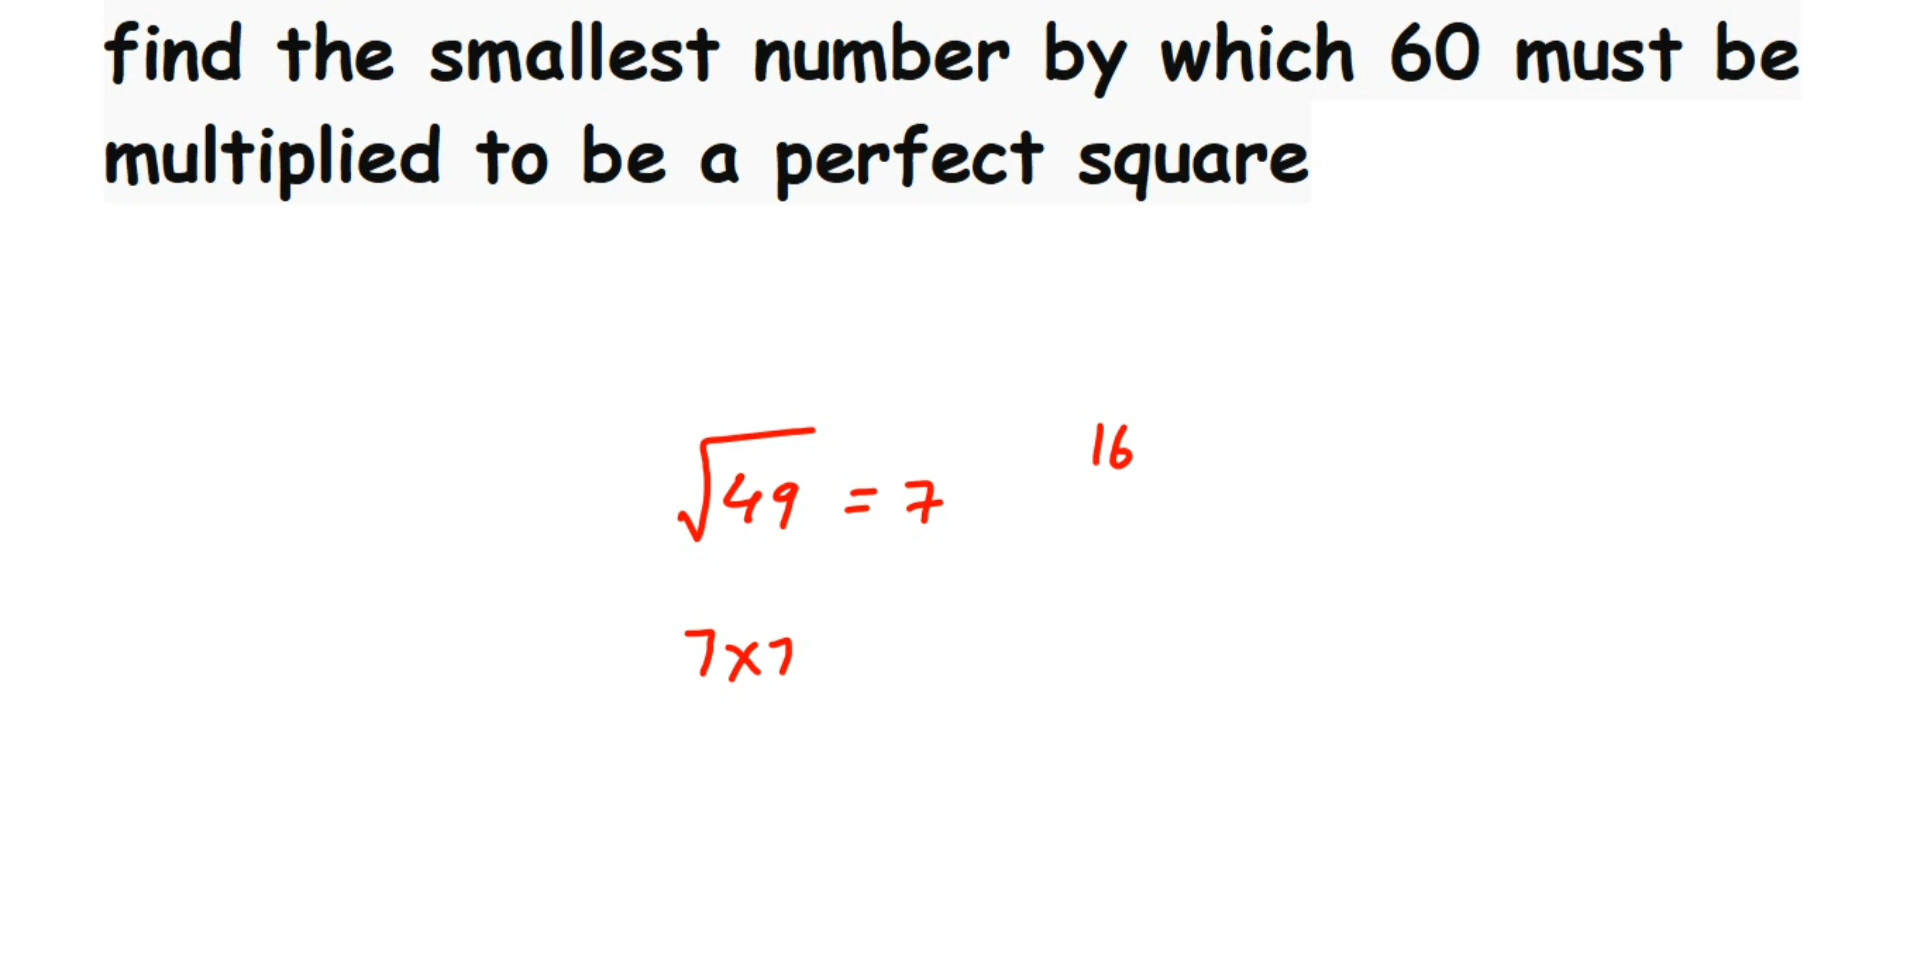 find the smallest number by which 60 must be
multiplied to be a perfect square
√49 = 7
16
7x7